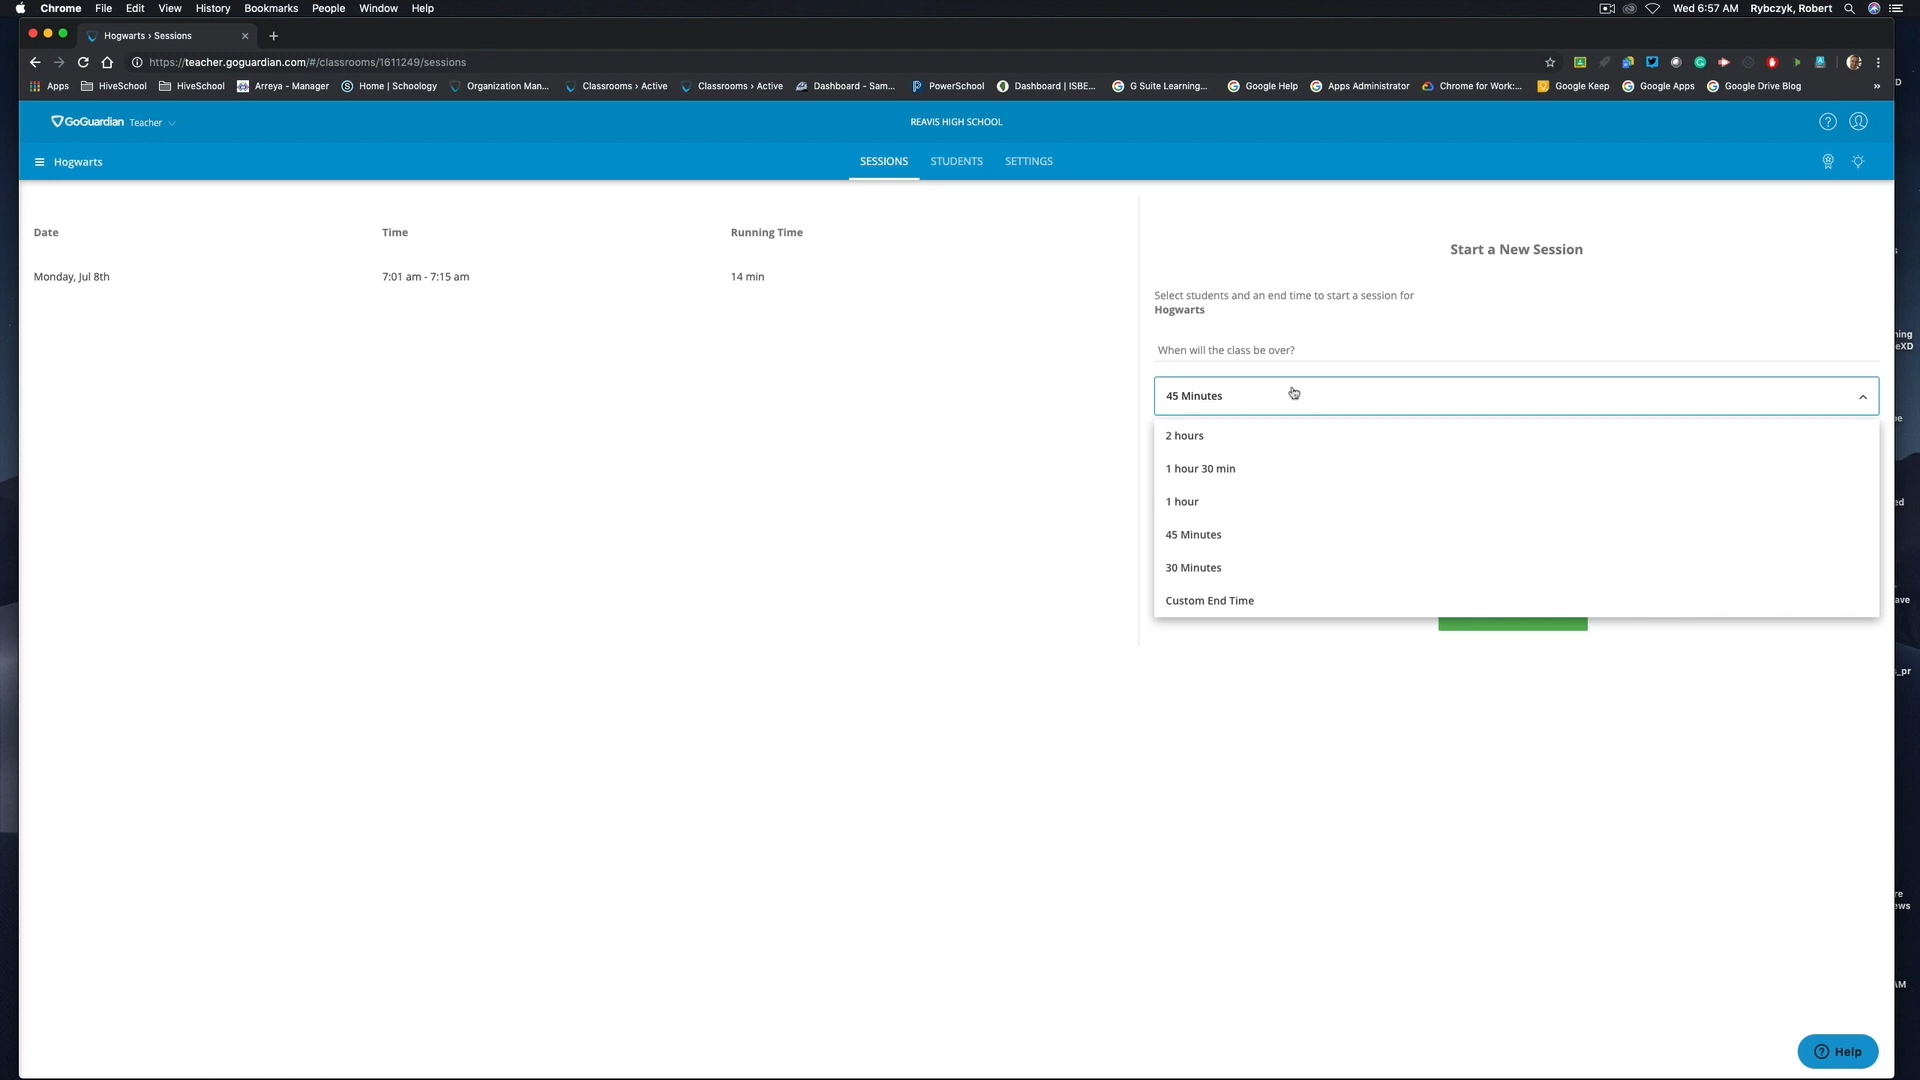 Chrome File Edit View History Bookmarks People Window Help Wed 6:57 AM Rybczyk, Robert
Hogwarts › Sessions
https://teacher.goguardian.com/#/classrooms/1611249/sessions
Apps HiveSchool HiveSchool Arreya - Manager Home | Schoology Organization Man... Classrooms › Active Classrooms › Active Dashboard - Sam... PowerSchool Dashboard | ISBE... G Suite Learning... Google Help Apps Administrator Chrome for Work:... Google Keep Google Apps Google Drive Blog »
GoGuardian Teacher REAVIS HIGH SCHOOL
Hogwarts SESSIONS STUDENTS SETTINGS
Date Time Running Time
Monday, Jul 8th 7:01 am - 7:15 am 14 min
Start a New Session
Select students and an end time to start a session for
Hogwarts
When will the class be over?
45 Minutes
2 hours
1 hour 30 min
1 hour
45 Minutes
30 Minutes
Custom End Time
Help